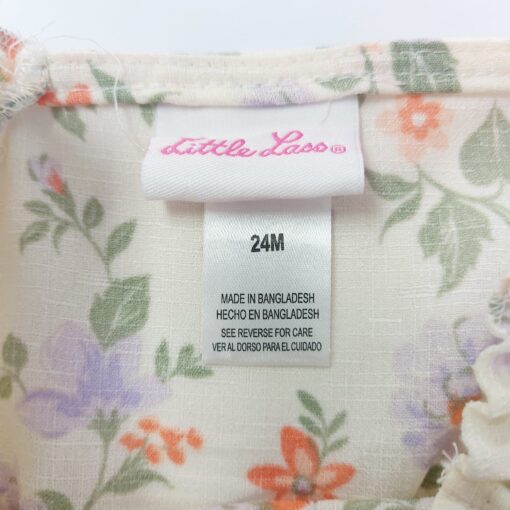 Little Lass®
24M
MADE IN BANGLADESH
HECHO EN BANGLADESH
SEE REVERSE FOR CARE
VER AL DORSO PARA EL CUIDADO